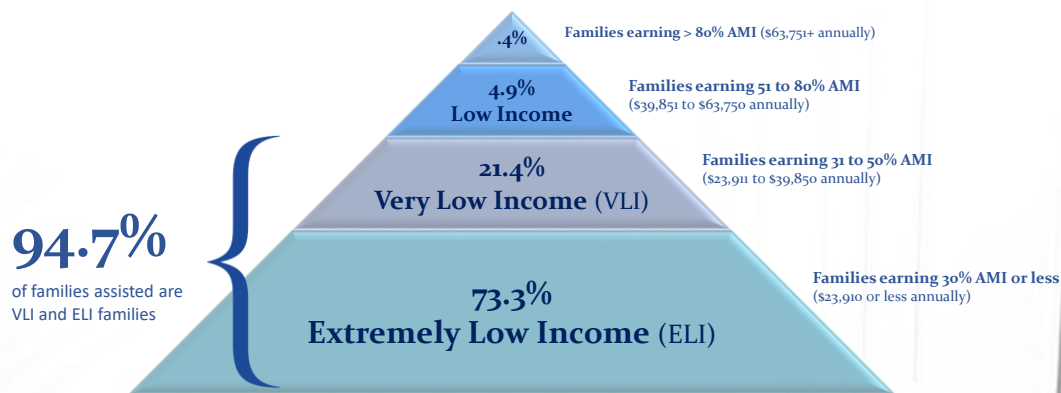 .4%
Families earning > 80% AMI ($63,751+ annually)
4.9%
Low Income
Families earning 51 to 80% AMI
($39,851 to $63,750 annually)
21.4%
Very Low Income (VLI)
Families earning 31 to 50% AMI
($23,911 to $39,850 annually)
94.7%
of families assisted are
VLI and ELI families
73.3%
Extremely Low Income (ELI)
Families earning 30% AMI or less
($23,910 or less annually)